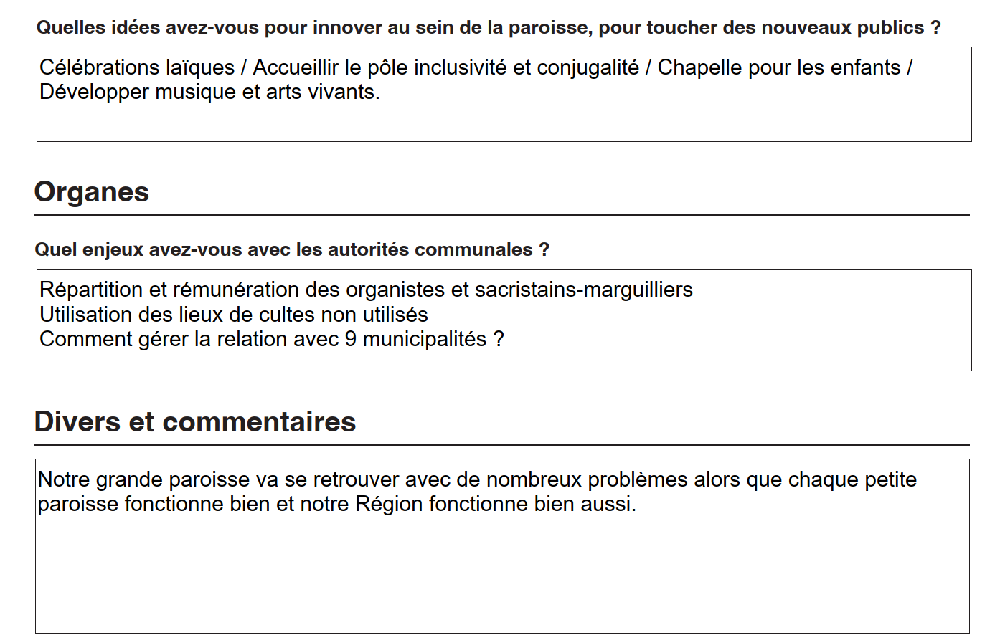 Quelles idées avez-vous pour innover au sein de la paroisse, pour toucher des nouveaux publics ?
Célébrations laïques / Accueillir le pôle inclusivité et conjugalité / Chapelle pour les enfants /
Développer musique et arts vivants.
Organes
Quel enjeux avez-vous avec les autorités communales ?
Répartition et rémunération des organistes et sacristains-marguilliers
Utilisation des lieux de cultes non utilisés
Comment gérer la relation avec 9 municipalités ?
Divers et commentaires
Notre grande paroisse va se retrouver avec de nombreux problèmes alors que chaque petite
paroisse fonctionne bien et notre Région fonctionne bien aussi.